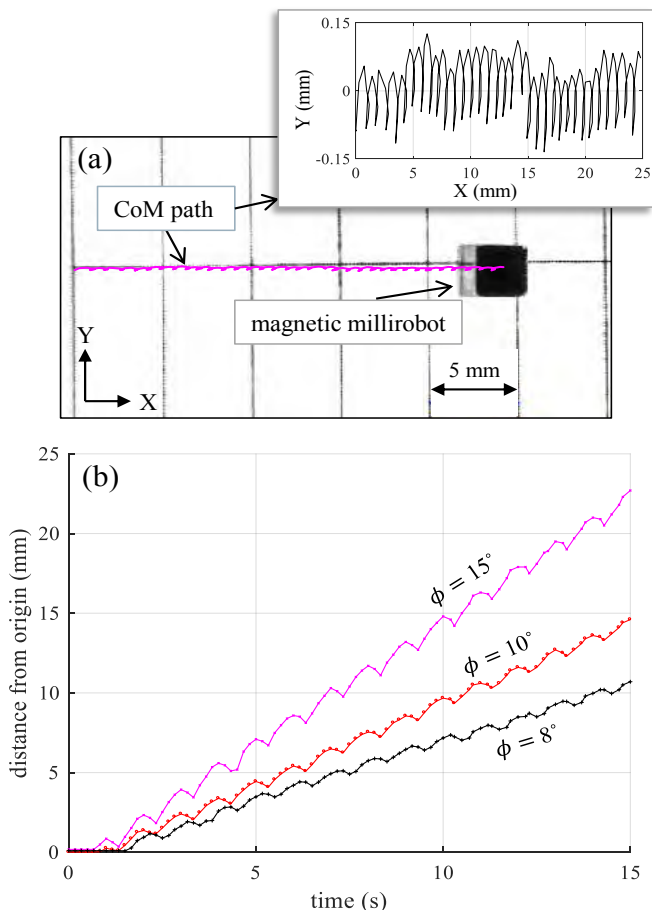 0.15
0
-0.15
Y (mm)
0 5 10 15 20 25
X (mm)
(a)
CoM path
magnetic millirobot
Y
X
5 mm
(b)
25
20
15
10
5
0
distance from origin (mm)
ϕ = 15°
ϕ = 10°
ϕ = 8°
0 5 10 15
time (s)